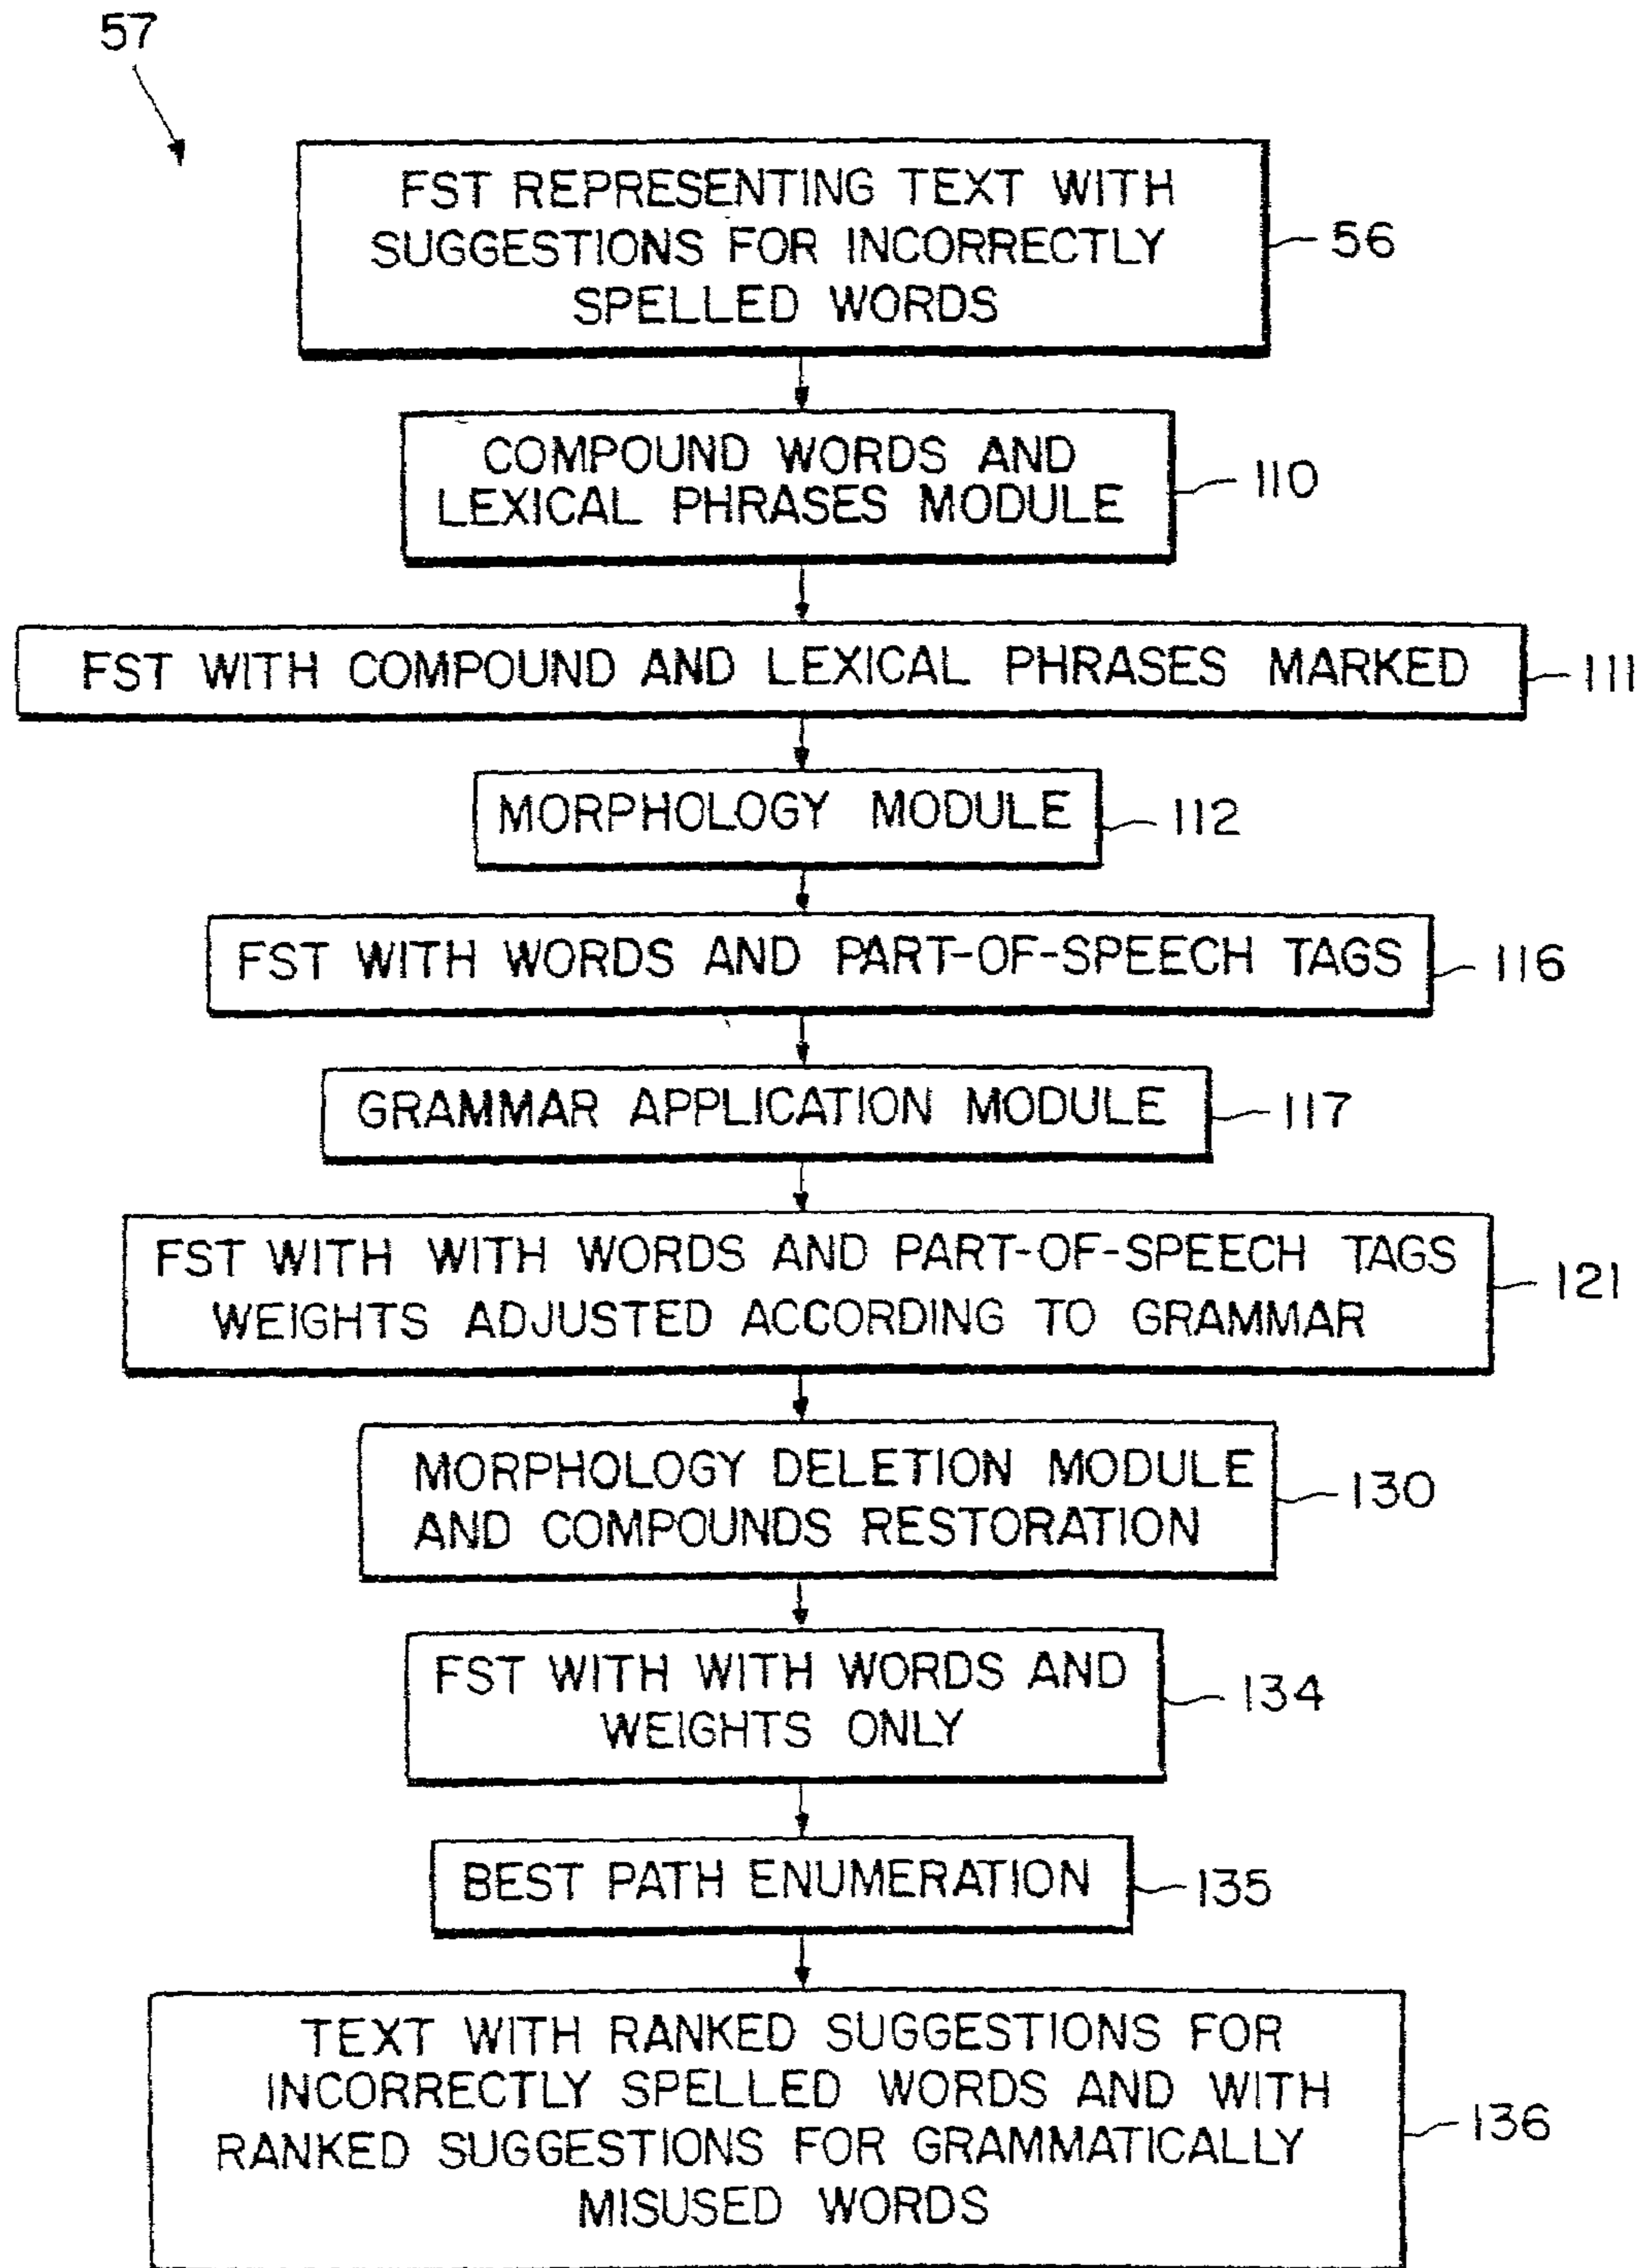 57
FST REPRESENTING TEXT WITH
SUGGESTIONS FOR INCORRECTLY
SPELLED WORDS
56
COMPOUND WORDS AND
LEXICAL PHRASES MODULE
110
FST WITH COMPOUND AND LEXICAL PHRASES MARKED
111
MORPHOLOGY MODULE
112
FST WITH WORDS AND PART-OF-SPEECH TAGS
116
GRAMMAR APPLICATION MODULE
117
FST WITH WITH WORDS AND PART-OF-SPEECH TAGS
WEIGHTS ADJUSTED ACCORDING TO GRAMMAR
121
MORPHOLOGY DELETION MODULE
AND COMPOUNDS RESTORATION
130
FST WITH WITH WORDS AND
WEIGHTS ONLY
134
BEST PATH ENUMERATION
135
TEXT WITH RANKED SUGGESTIONS FOR
INCORRECTLY SPELLED WORDS AND WITH
RANKED SUGGESTIONS FOR GRAMMATICALLY
MISUSED WORDS
136